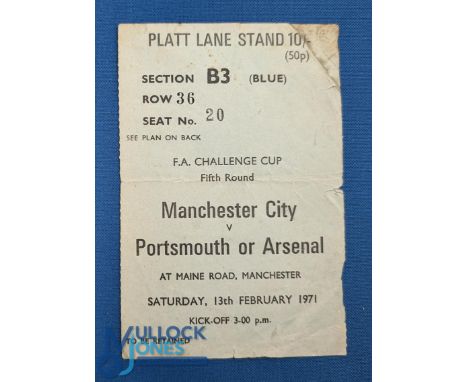 PLATT LANE STAND 10/-
(50p)
SECTION B3 (BLUE)
ROW 36
SEAT No. 20
SEE PLAN ON BACK
F.A. CHALLENGE CUP
Fifth Round
Manchester City
v
Portsmouth or Arsenal
AT MAINE ROAD, MANCHESTER
SATURDAY, 13th FEBRUARY 1971
KICK-OFF 3-00 p.m.
MULLOCK
JONES
TO BE RETAINED